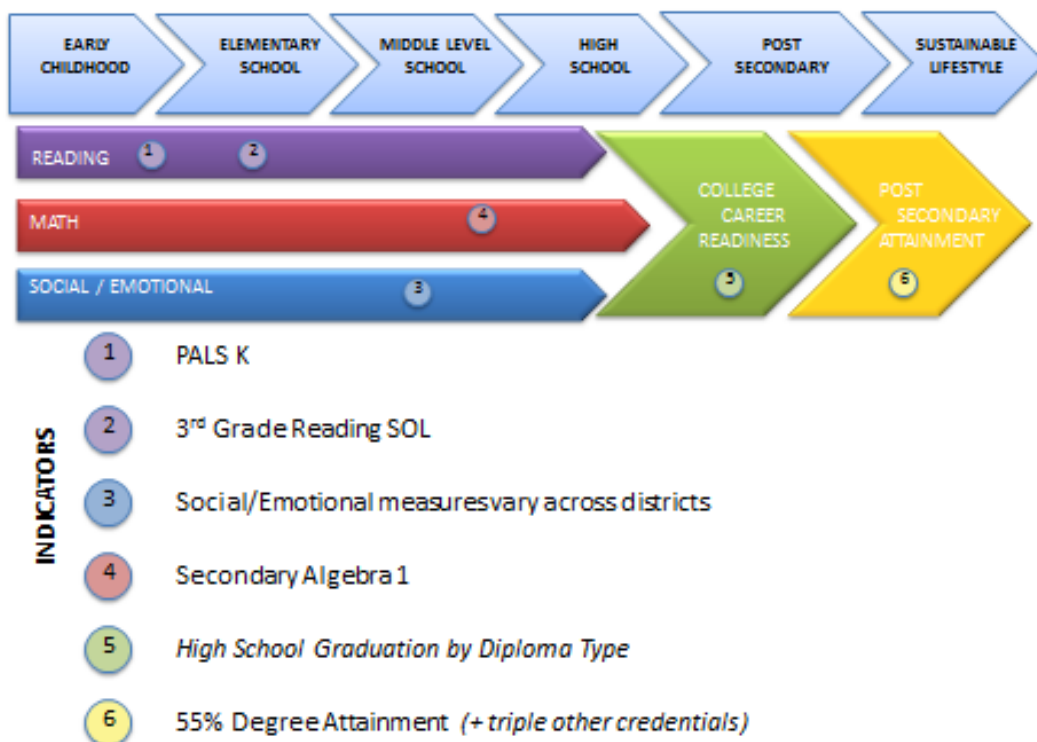 EARLY
CHILDHOOD
ELEMENTARY
SCHOOL
MIDDLE LEVEL
SCHOOL
HIGH
SCHOOL
POST
SECONDARY
SUSTAINABLE
LIFESTYLE
READING
1
2
MATH
4
SOCIAL / EMOTIONAL
3
COLLEGE
CAREER
READINESS
5
POST
SECONDARY
ATTAINMENT
6
INDICATORS
1 PALS K
2 3rd Grade Reading SOL
3 Social/Emotional measures vary across districts
4 Secondary Algebra 1
5 High School Graduation by Diploma Type
6 55% Degree Attainment (+ triple other credentials)